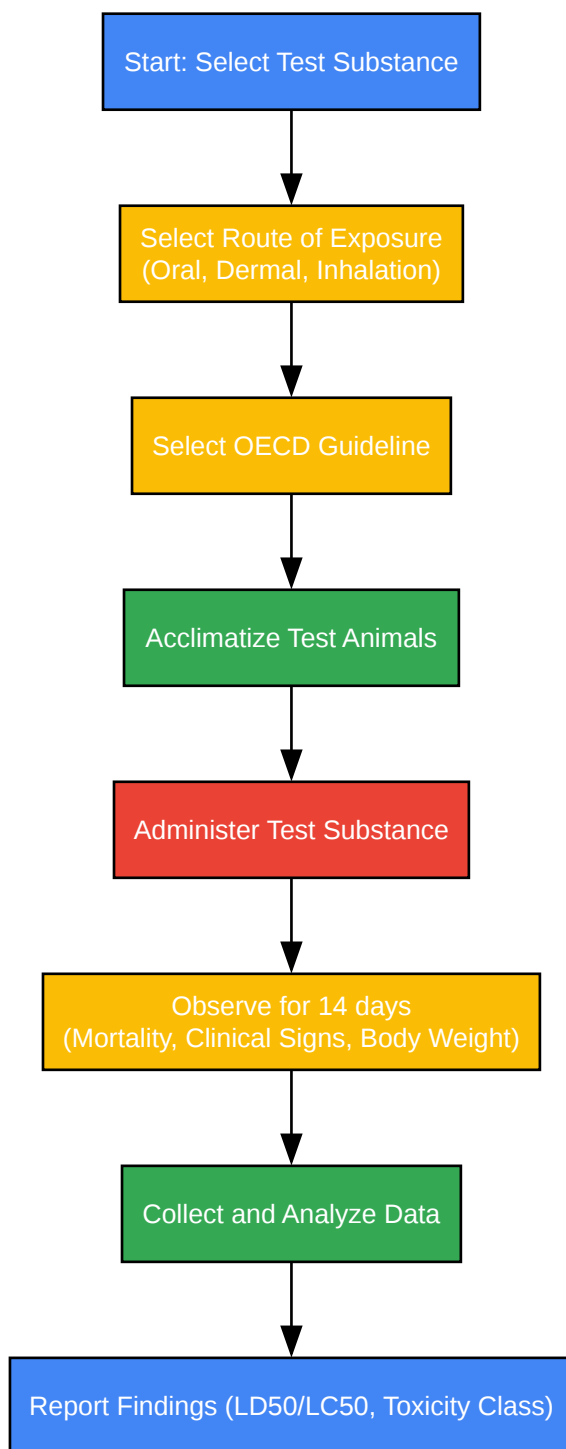 Start: Select Test Substance
Select Route of Exposure
(Oral, Dermal, Inhalation)
Select OECD Guideline
Acclimatize Test Animals
Administer Test Substance
Observe for 14 days
(Mortality, Clinical Signs, Body Weight)
Collect and Analyze Data
Report Findings (LD50/LC50, Toxicity Class)